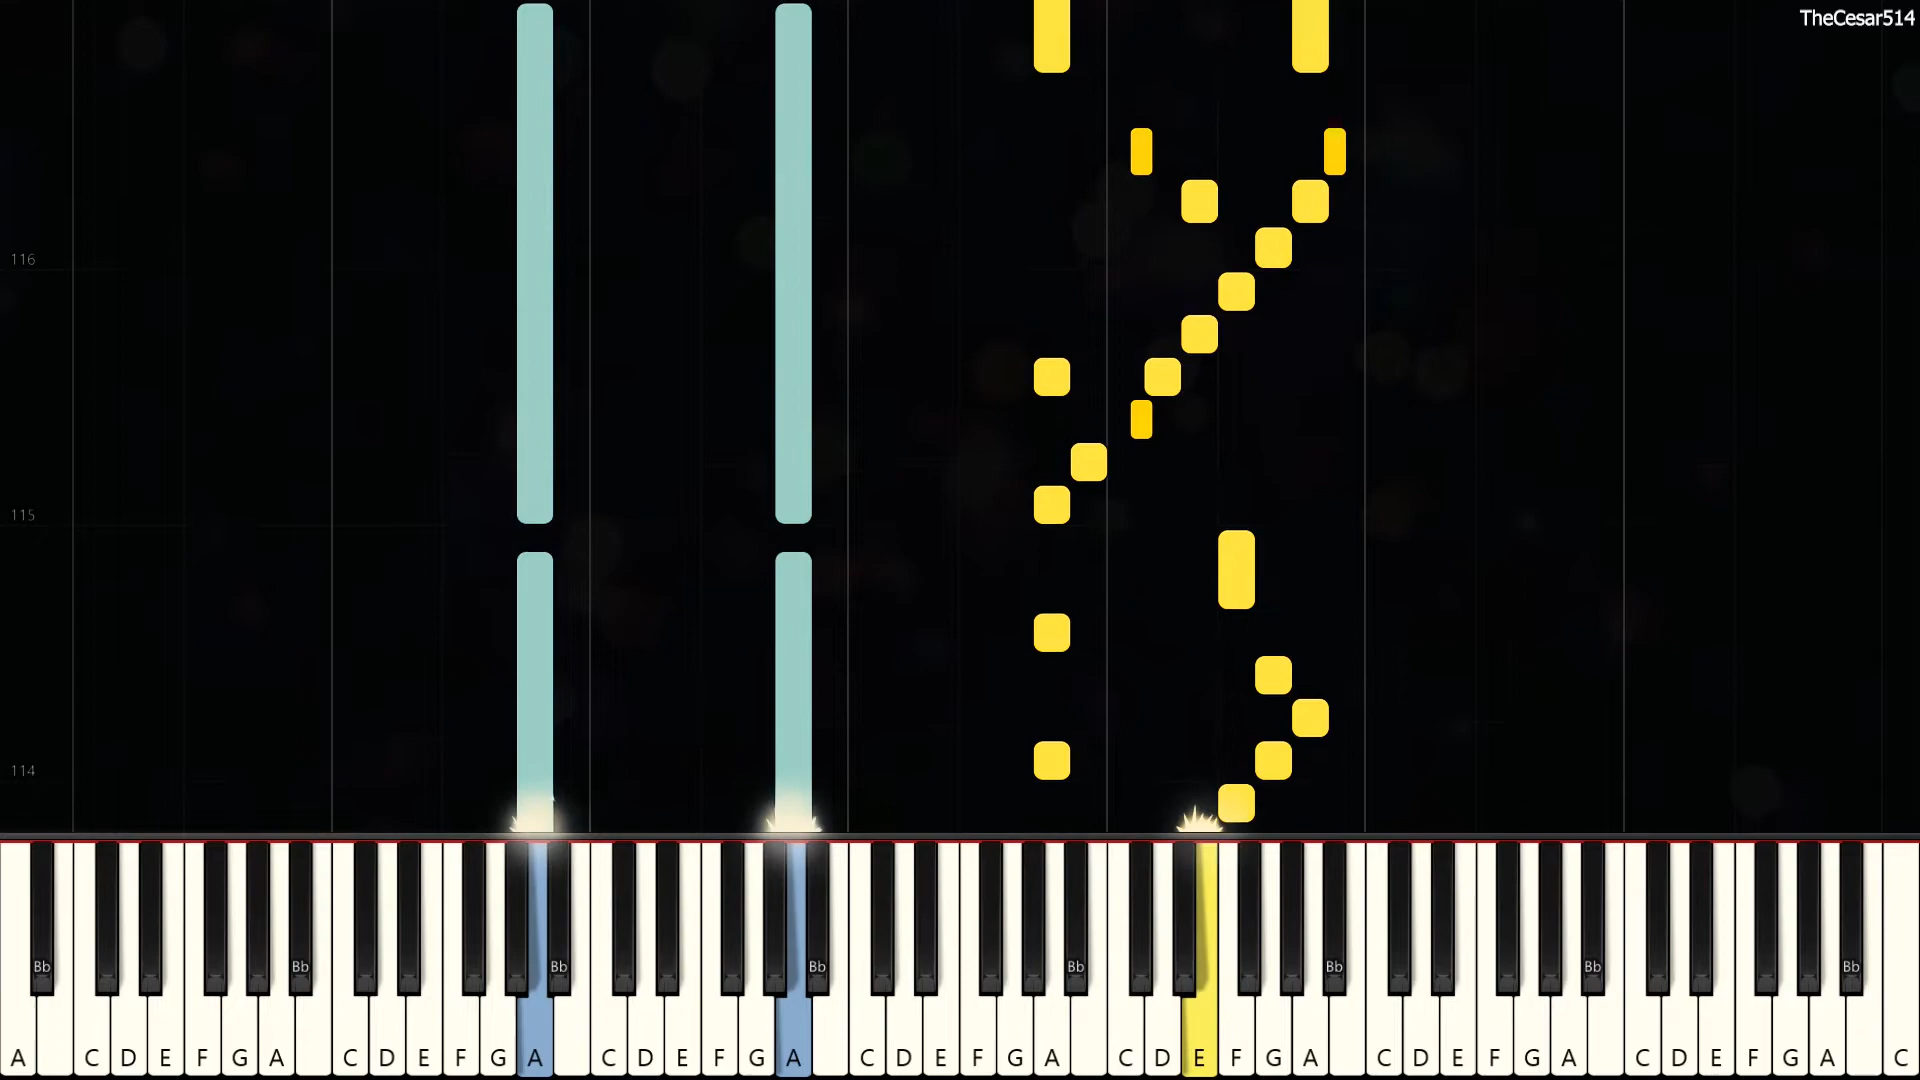 TheCesar514
116
115
114
Bb Bb Bb Bb Bb Bb Bb Bb
A C D E F G A C D E F G A C D E F G A C D E F G A C D E F G A C D E F G A C D E F G A C